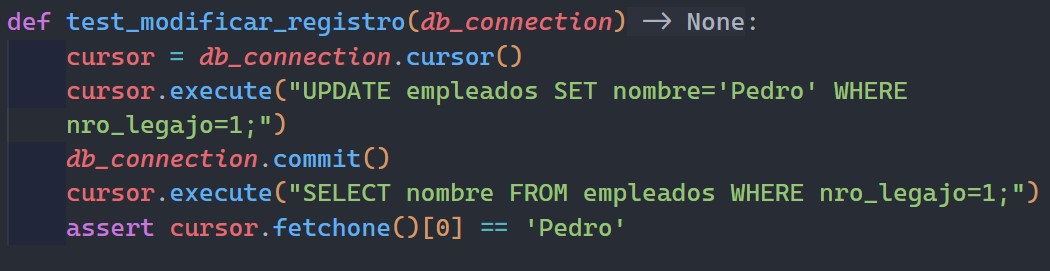 def test_modificar_registro(db_connection) -> None:
    cursor = db_connection.cursor()
    cursor.execute("UPDATE empleados SET nombre='Pedro' WHERE
    nro_legajo=1;")
    db_connection.commit()
    cursor.execute("SELECT nombre FROM empleados WHERE nro_legajo=1;")
    assert cursor.fetchone()[0] == 'Pedro'